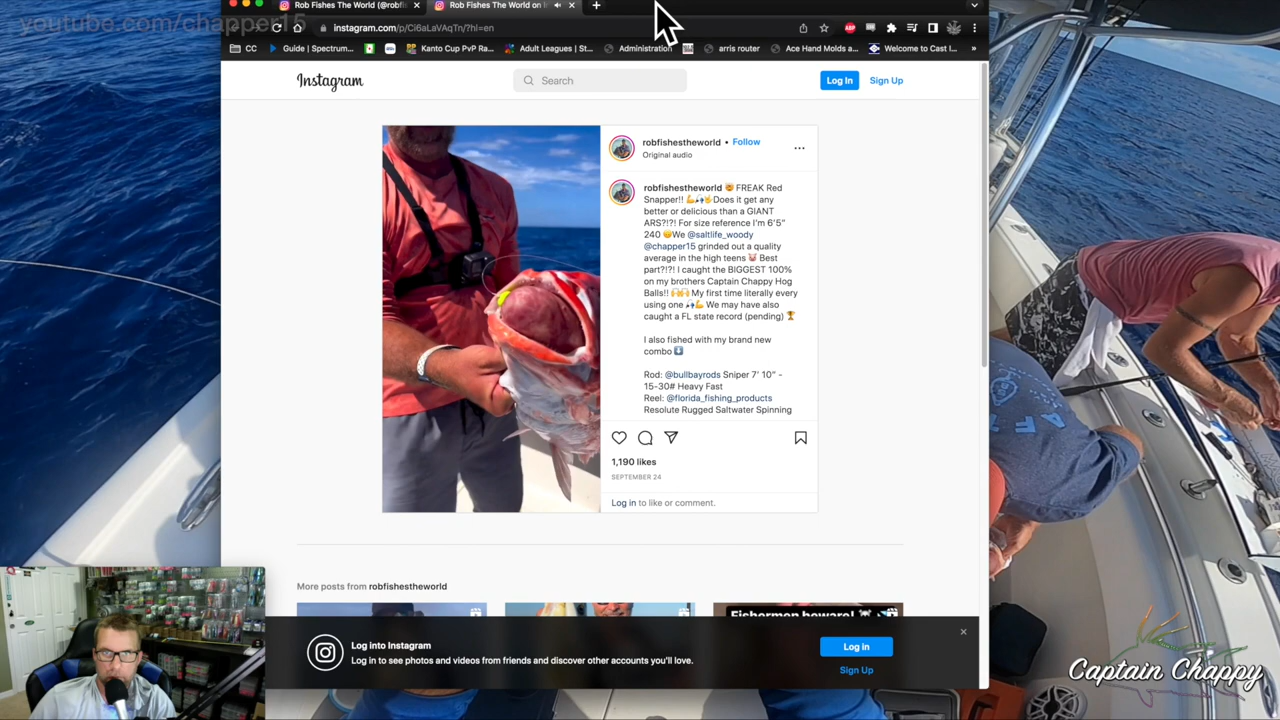 youtube.com/chapper15
Rob Fishes The World (@robfis
Rob Fishes The World on
instagram.com/p/Ci6aLaVAqTn/?hl=en
CC
Guide | Spectrum...
Kanto Cup PvP Ra...
Adult Leagues | St...
Administration
arris router
Ace Hand Molds a...
Welcome to Cast I...
Instagram
Search
Log In
Sign Up
robfishestheworld • Follow
Original audio
robfishestheworld 🤯 FREAK Red
Snapper!! 💪🎣🤟Does it get any
better or delicious than a GIANT
ARS?!?! For size reference I'm 6'5"
240 😊We @saltlife_woody
@chapper15 grinded out a quality
average in the high teens 🐷 Best
part?!?! I caught the BIGGEST 100%
on my brothers Captain Chappy Hog
Balls!! 🙌🙌 My first time literally every
using one 🎣💪 We may have also
caught a FL state record (pending) 🏆
I also fished with my brand new
combo ⬇️
Rod: @bullbayrods Sniper 7' 10" -
15-30# Heavy Fast
Reel: @florida_fishing_products
Resolute Rugged Saltwater Spinning
1,190 likes
SEPTEMBER 24
Log in to like or comment.
More posts from robfishestheworld
Fishermen beware!
Log into Instagram
Log in to see photos and videos from friends and discover other accounts you'll love.
Log in
Sign Up
Captain Chappy